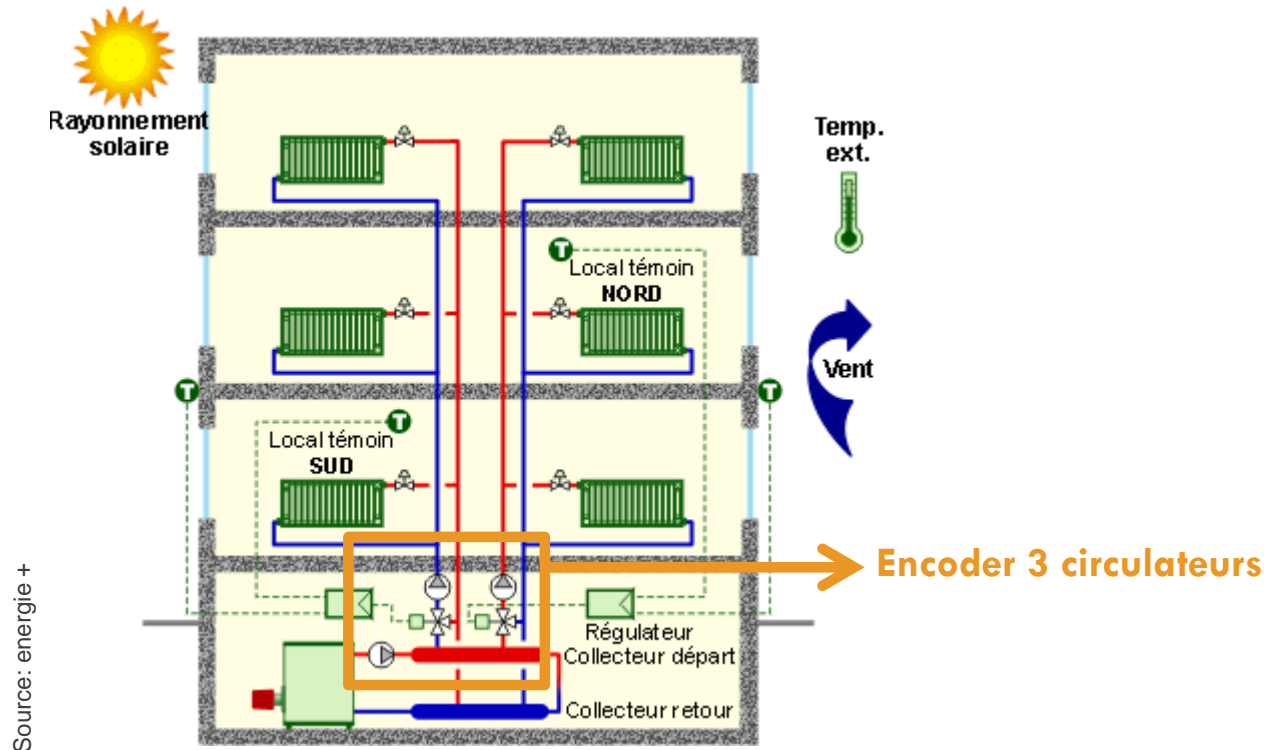 Rayonnement
solaire
Temp.
ext.
T
Local témoin
NORD
Vent
T
T
T
Local témoin
SUD
Encoder 3 circulateurs
Régulateur
Collecteur départ
Collecteur retour
Source: energie +